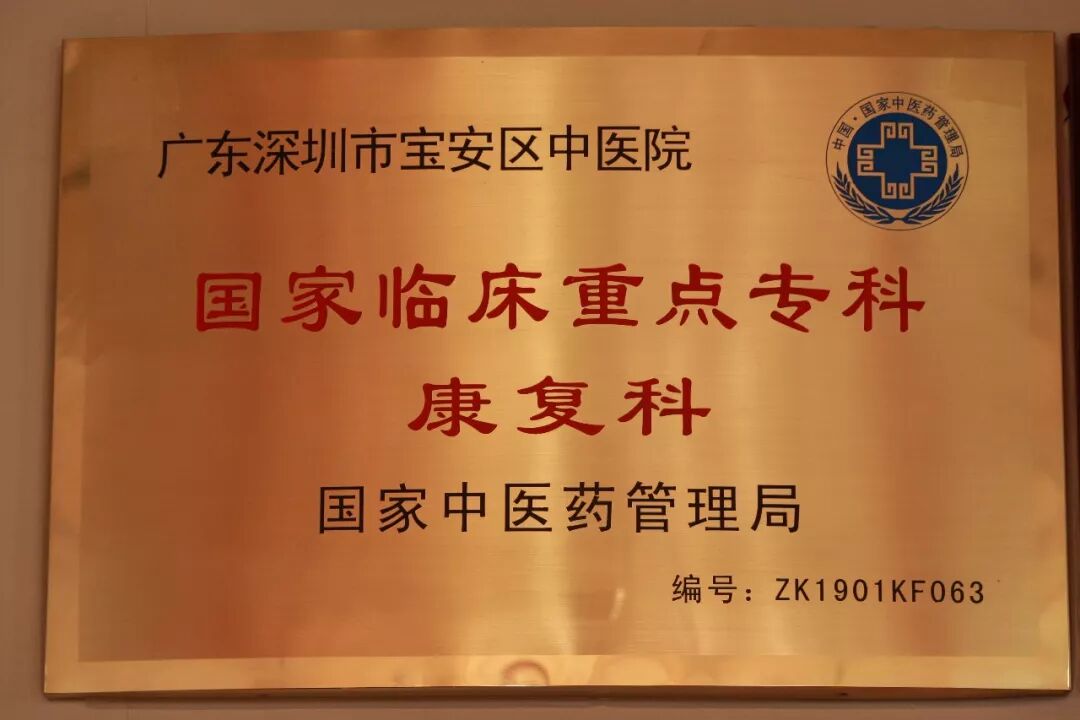 广东深圳市宝安区中医院
中国·国家中医药管理局
国家临床重点专科
康复科
国家中医药管理局
编号：ZK1901KF063